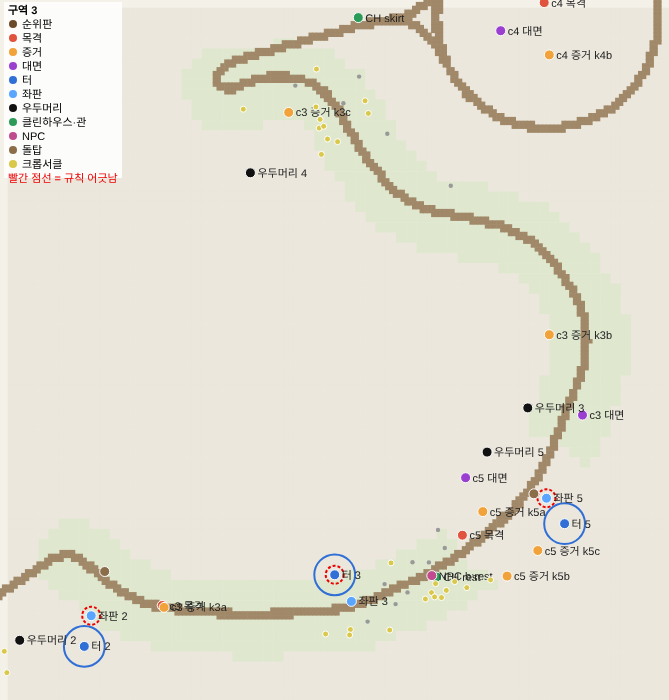 구역 3
순위판
목격
증거
대면
터
좌판
우두머리
클린하우스·관
NPC
돌탑
크롭서클
빨간 점선 = 규칙 어긋남
c4 목격
CH skirt
c4 대면
c4 증거 k4b
c3 증거 k3c
우두머리 4
c3 증거 k3b
우두머리 3
c3 대면
우두머리 5
c5 대면
좌판 5
c5 증거 k5a
터 5
c5 목격
c5 증거 k5c
터 3
c5 증거 k5b
좌판 3
증거 k3a
좌판 2
우두머리 2
터 2